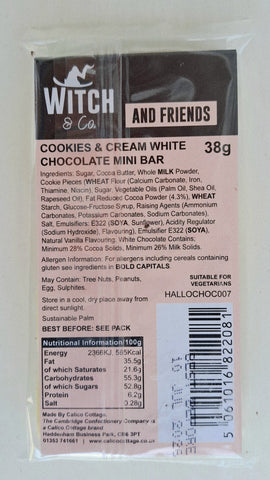 WITCH
& Co.
AND FRIENDS
COOKIES & CREAM WHITE
CHOCOLATE MINI BAR
38g
Ingredients: Sugar, Cocoa Butter, Whole MILK Powder,
Cookie Pieces (WHEAT Flour (Calcium Carbonate, Iron,
Thiamine, Niacin), Sugar, Vegetable Oils (Palm Oil, Shea Oil,
Rapeseed Oil), Fat Reduced Cocoa Powder (4.3%), WHEAT
Starch, Glucose-Fructose Syrup, Raising Agents (Ammonium
Carbonates, Potassium Carbonates, Sodium Carbonates),
Salt, Emulsifiers: E322 (SOYA, Sunflower), Acidity Regulator
(Sodium Hydroxide), Flavouring), Emulsifier E322 (SOYA),
Natural Vanilla Flavouring. White Chocolate Contains:
Minimum 28% Cocoa Solids, Minimum 26% Milk Solids.
Allergen Information: For allergens including cereals containing
gluten see ingredients in BOLD CAPITALS.
May Contain: Tree Nuts, Peanuts,
Egg, Sulphites.
SUITABLE FOR
VEGETARIANS
HALLOCHOC007
Store in a cool, dry place away from
direct sunlight.
Sustainable Palm
BEST BEFORE: SEE PACK
Nutritional Information/100g
Energy 2366KJ, 565Kcal
Fat 35.5g
of which Saturates 21.6g
Carbohydrates 55.3g
of which Sugars 52.8g
Protein 6.2g
Salt 0.28g
Made By Calico Cottage.
The Cambridge Confectionery Company is
a Calico Cottage brand
Haddenham Business Park, CB6 3PT
01353 741661 | www.calicocottage.co.uk
BEST BEFORE
10 JUL 2025
5061016822081